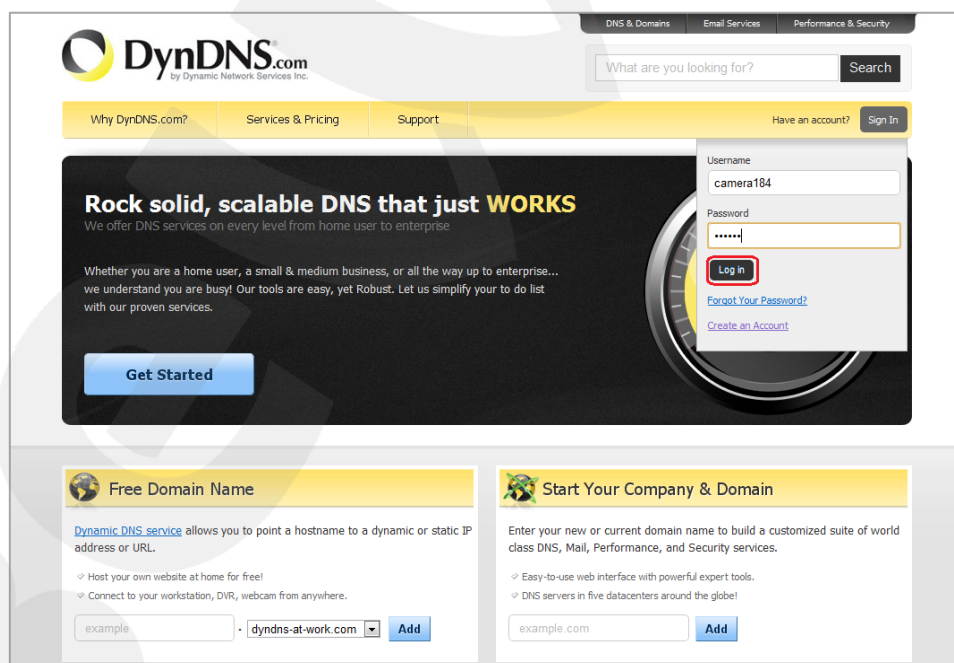 DNS & Domains
Email Services
Performance & Security
DynDNS.com
by Dynamic Network Services Inc.
What are you looking for?
Search
Why DynDNS.com?
Services & Pricing
Support
Have an account?
Sign In
Username
camera184
Password
••••••
Log in
Forgot Your Password?
Create an Account
Rock solid, scalable DNS that just WORKS
We offer DNS services on every level from home user to enterprise
Whether you are a home user, a small & medium business, or all the way up to enterprise...
we understand you are busy! Our tools are easy, yet Robust. Let us simplify your to do list
with our proven services.
Get Started
Free Domain Name
Dynamic DNS service allows you to point a hostname to a dynamic or static IP
address or URL.
Host your own website at home for free!
Connect to your workstation, DVR, webcam from anywhere.
example
. dyndns-at-work.com
Add
Start Your Company & Domain
Enter your new or current domain name to build a customized suite of world
class DNS, Mail, Performance, and Security services.
Easy-to-use web interface with powerful expert tools.
DNS servers in five datacenters around the globe!
example.com
Add